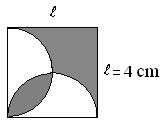 ℓ
ℓ = 4 cm